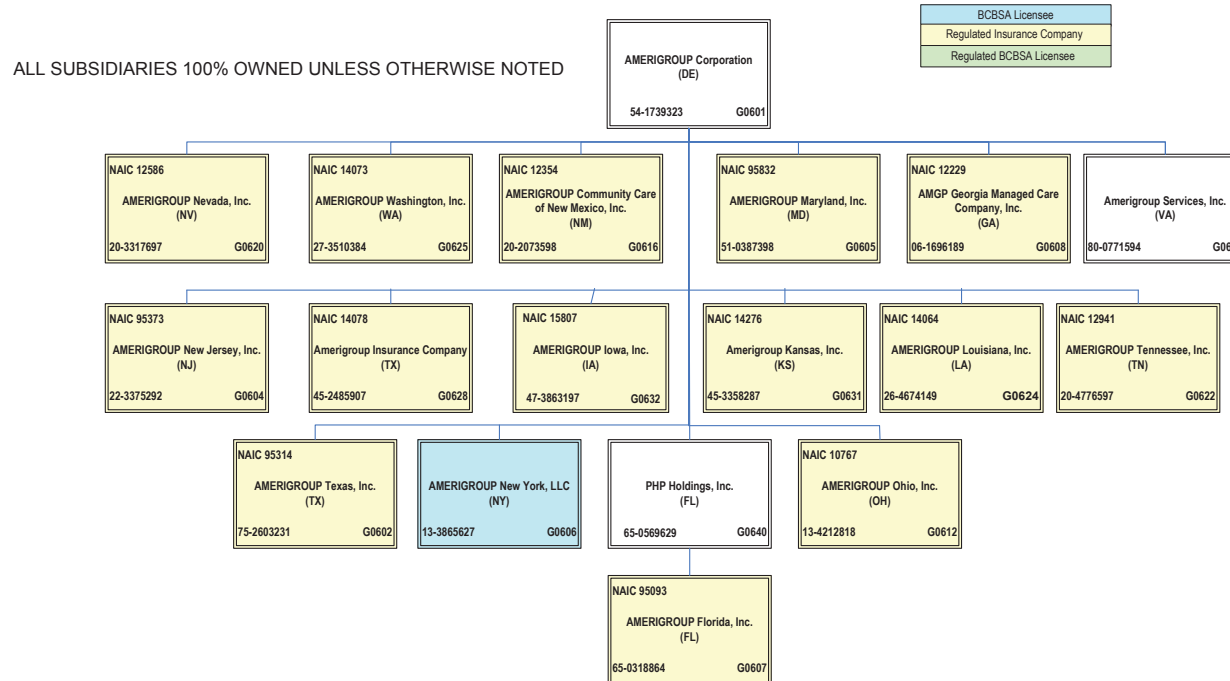 BCBSA Licensee
Regulated Insurance Company
Regulated BCBSA Licensee
ALL SUBSIDIARIES 100% OWNED UNLESS OTHERWISE NOTED
AMERIGROUP Corporation
(DE)
54-1739323 G0601
NAIC 12586
AMERIGROUP Nevada, Inc.
(NV)
20-3317697 G0620
NAIC 14073
AMERIGROUP Washington, Inc.
(WA)
27-3510384 G0625
NAIC 12354
AMERIGROUP Community Care
of New Mexico, Inc.
(NM)
20-2073598 G0616
NAIC 95832
AMERIGROUP Maryland, Inc.
(MD)
51-0387398 G0605
NAIC 12229
AMGP Georgia Managed Care
Company, Inc.
(GA)
06-1696189 G0608
Amerigroup Services, Inc.
(VA)
80-0771594
NAIC 95373
AMERIGROUP New Jersey, Inc.
(NJ)
22-3375292 G0604
NAIC 14078
Amerigroup Insurance Company
(TX)
45-2485907 G0628
NAIC 15807
AMERIGROUP Iowa, Inc.
(IA)
47-3863197 G0632
NAIC 14276
Amerigroup Kansas, Inc.
(KS)
45-3358287 G0631
NAIC 14064
AMERIGROUP Louisiana, Inc.
(LA)
26-4674149 G0624
NAIC 12941
AMERIGROUP Tennessee, Inc.
(TN)
20-4776597 G0622
NAIC 95314
AMERIGROUP Texas, Inc.
(TX)
75-2603231 G0602
AMERIGROUP New York, LLC
(NY)
13-3865627 G0606
PHP Holdings, Inc.
(FL)
65-0569629 G0640
NAIC 10767
AMERIGROUP Ohio, Inc.
(OH)
13-4212818 G0612
NAIC 95093
AMERIGROUP Florida, Inc.
(FL)
65-0318864 G0607